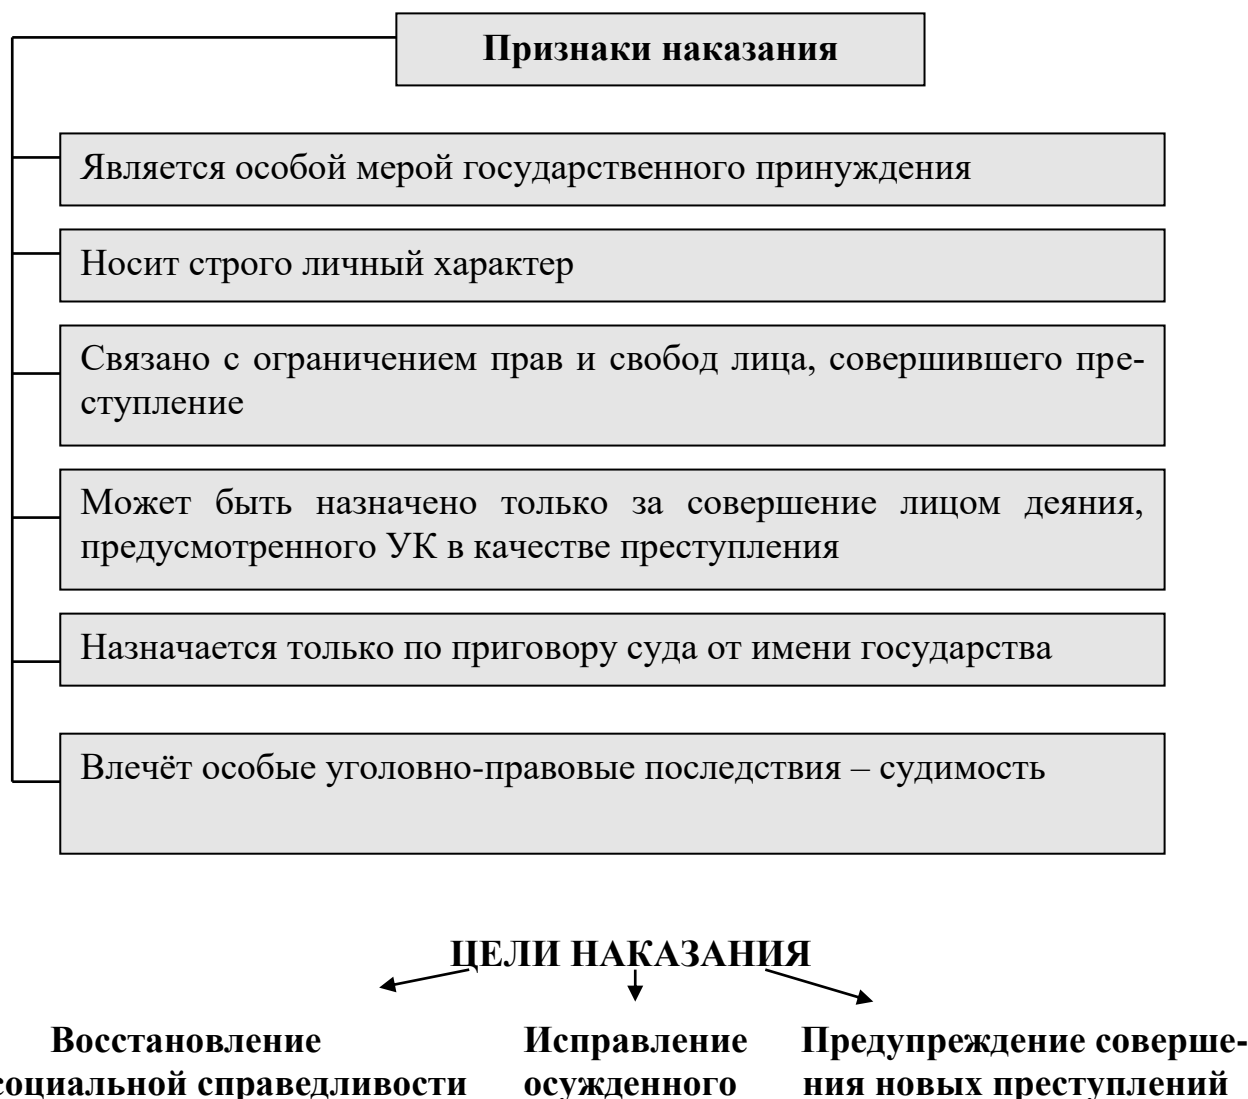 Признаки наказания
Является особой мерой государственного принуждения
Носит строго личный характер
Связано с ограничением прав и свобод лица, совершившего пре-
ступление
Может быть назначено только за совершение лицом деяния,
предусмотренного УК в качестве преступления
Назначается только по приговору суда от имени государства
Влечёт особые уголовно-правовые последствия – судимость
ЦЕЛИ НАКАЗАНИЯ
Восстановление Исправление Предупреждение соверше-
социальной справедливости осужденного ния новых преступлений